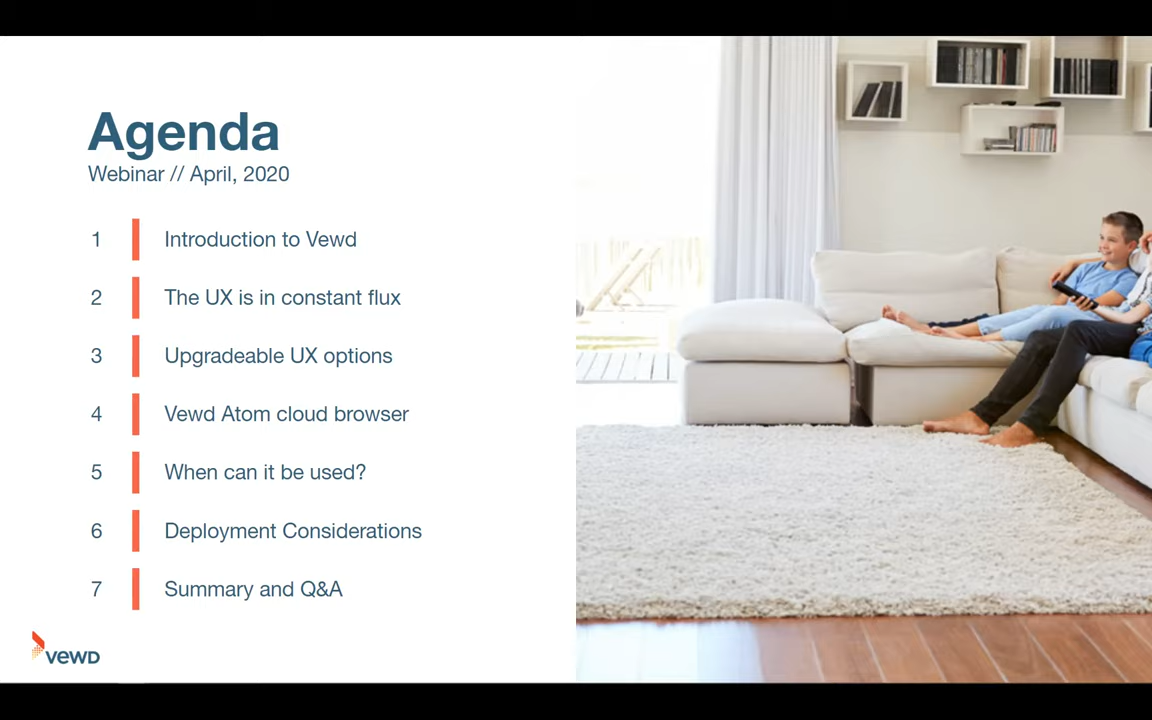 Agenda
Webinar // April, 2020
1 Introduction to Vewd
2 The UX is in constant flux
3 Upgradeable UX options
4 Vewd Atom cloud browser
5 When can it be used?
6 Deployment Considerations
7 Summary and Q&A
vewd